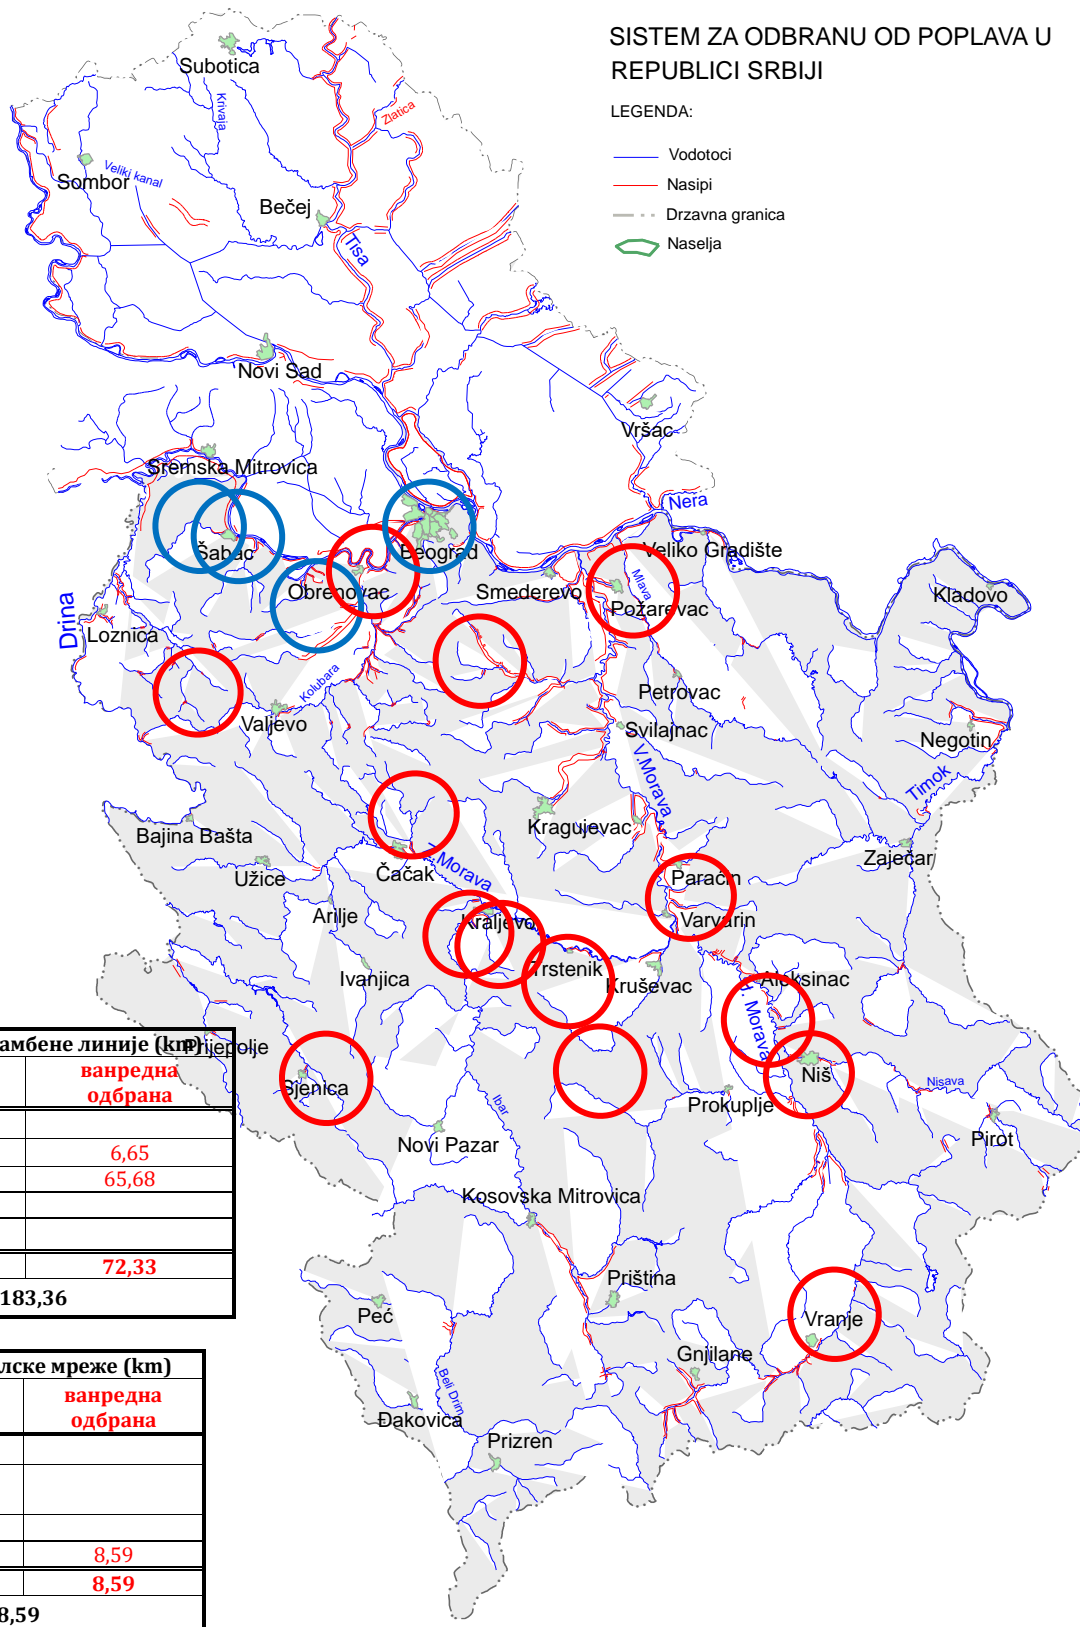 SISTEM ZA ODBRANU OD POPLAVA U
REPUBLICI SRBIJI
LEGENDA:
Vodotoci
Nasipi
Drzavna granica
Naselja
Subotica
Krivaja
Zlatica
Sombor
Veliki kanal
Bečej
Tisa
Novi Sad
Vršac
Sremska Mitrovica
Nera
Šabac
Beograd
Veliko Gradište
Drina
Obrenovac
Smederevo
Mlava
Požarevac
Kladovo
Loznica
Kolubara
Petrovac
Valjevo
Svilajnac
Negotin
V.Morava
Timok
Bajina Bašta
Kragujevac
Zaječar
Užice
Čačak
Z.Morava
Paraćin
Arilje
Kraljevo
Varvarin
Ivanjica
Trstenik
Kruševac
Aleksinac
J. Morava
Prijepolje
Sjenica
Niš
Nisava
Ibar
Prokuplje
Pirot
Novi Pazar
Kosovska Mitrovica
Priština
Peć
Vranje
Gnjilane
Beli Drim
Đakovica
Prizren
амбене линије (km)
ванредна
одбрана
6,65
65,68
72,33
183,36
лске мреже (km)
ванредна
одбрана
8,59
8,59
8,59